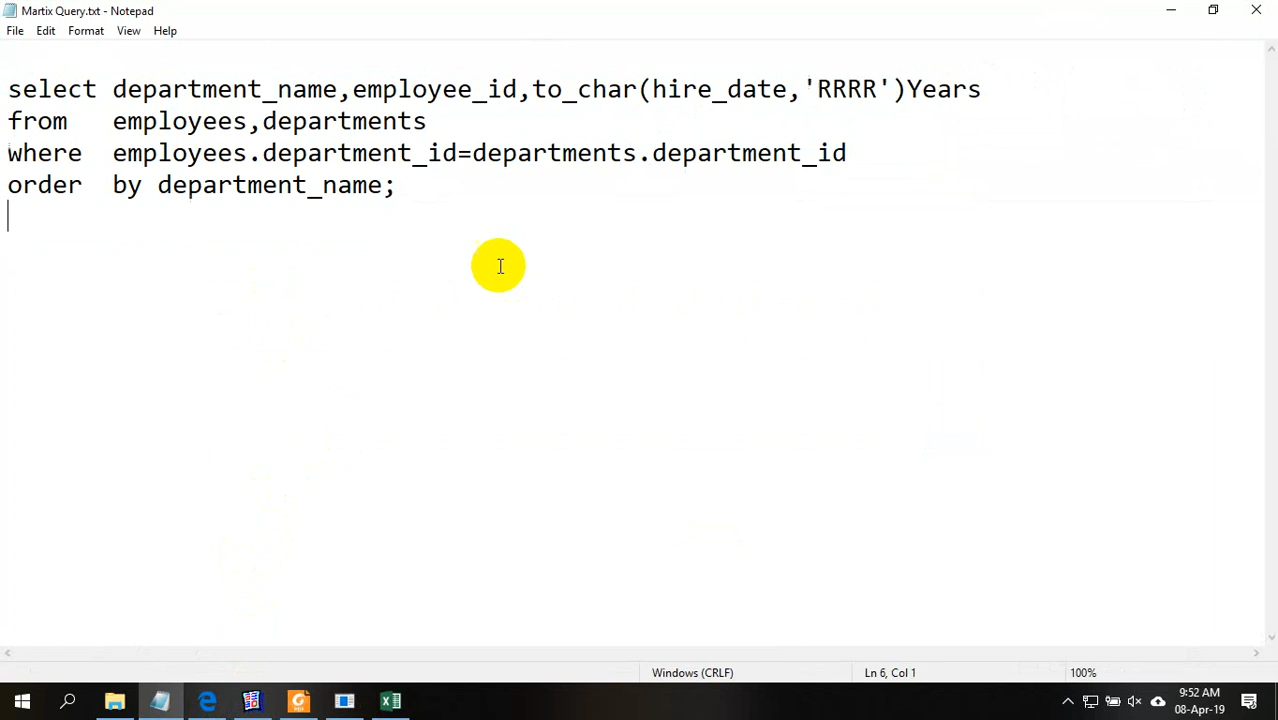 Martix Query.txt - Notepad
File Edit Format View Help
select department_name,employee_id,to_char(hire_date,'RRRR')Years
from employees,departments
where employees.department_id=departments.department_id
order by department_name;
Windows (CRLF) Ln 6, Col 1 100%
9:52 AM
08-Apr-19